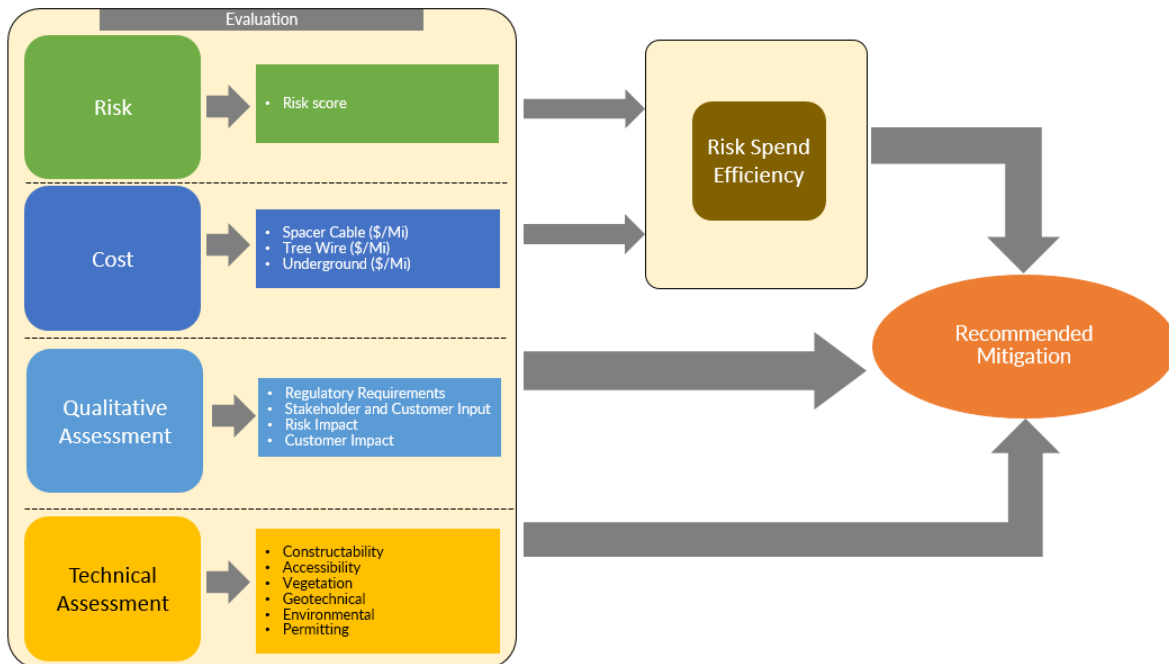 Evaluation
Risk
• Risk score
Cost
• Spacer Cable ($/Mi)
• Tree Wire ($/Mi)
• Underground ($/Mi)
Qualitative
Assessment
• Regulatory Requirements
• Stakeholder and Customer Input
• Risk Impact
• Customer Impact
Technical
Assessment
• Constructability
• Accessibility
• Vegetation
• Geotechnical
• Environmental
• Permitting
Risk Spend
Efficiency
Recommended
Mitigation